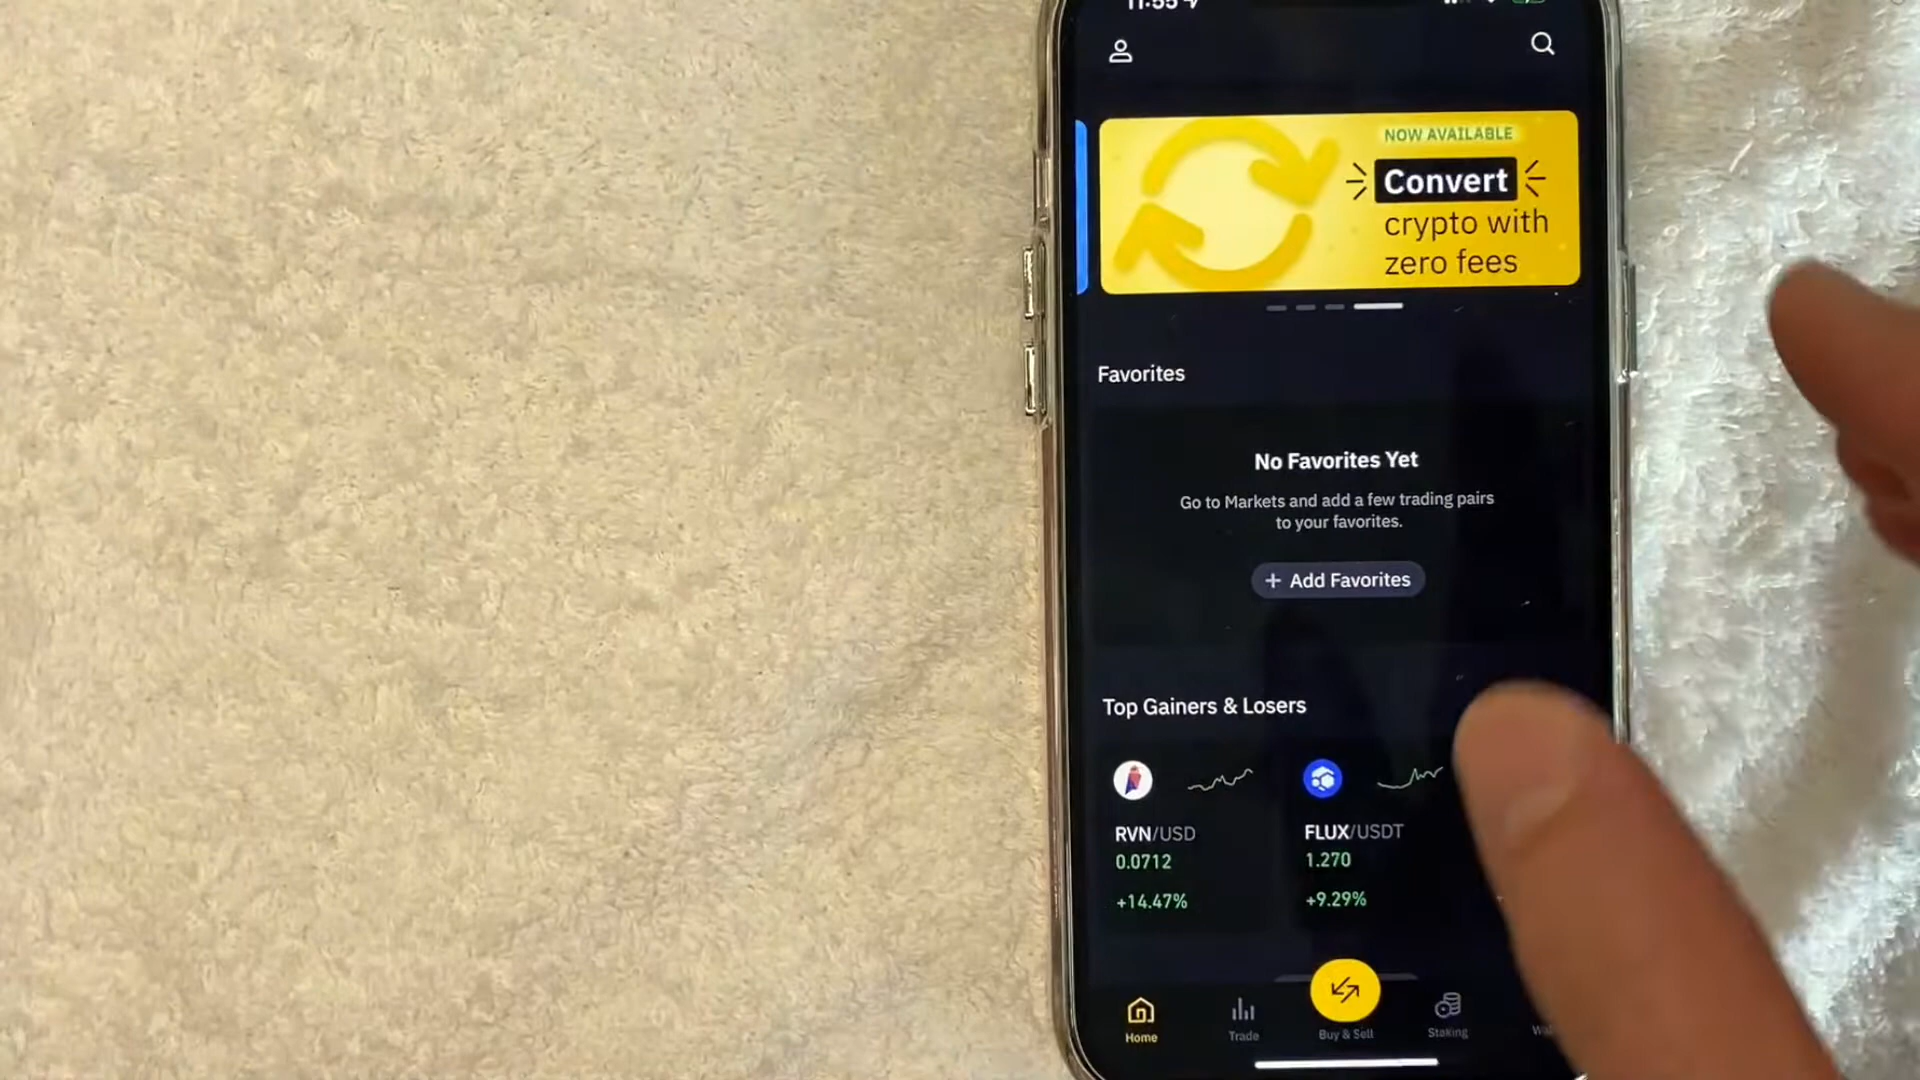 11:55
NOW AVAILABLE
Convert
crypto with
zero fees
Favorites
No Favorites Yet
Go to Markets and add a few trading pairs
to your favorites.
+ Add Favorites
Top Gainers & Losers
RVN/USD
FLUX/USDT
0.0712
1.270
+14.47%
+9.29%
Home
Trade
Buy & Sell
Staking